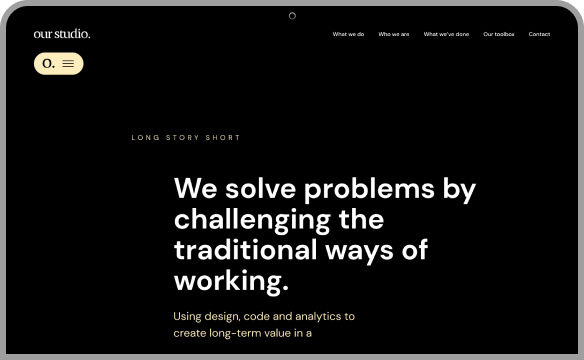 our studio.
What we do
Who we are
What we've done
Our toolbox
Contact
O.
LONG STORY SHORT
We solve problems by
challenging the
traditional ways of
working.
Using design, code and analytics to
create long-term value in a